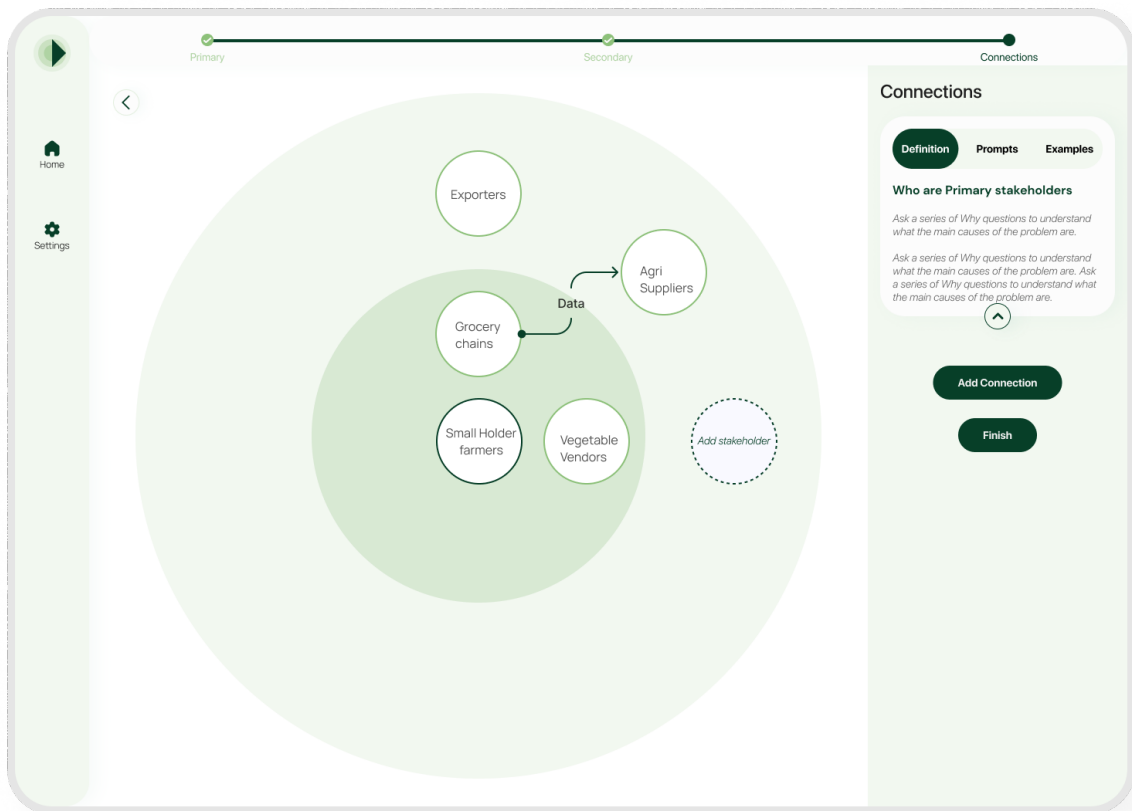 Primary
Secondary
Connections
Home
Settings
Exporters
Agri
Suppliers
Data
Grocery
chains
Small Holder
farmers
Vegetable
Vendors
Add stakeholder
Connections
Definition
Prompts
Examples
Who are Primary stakeholders
Ask a series of Why questions to understand
what the main causes of the problem are.
Ask a series of Why questions to understand
what the main causes of the problem are. Ask
a series of Why questions to understand what
the main causes of the problem are.
Add Connection
Finish